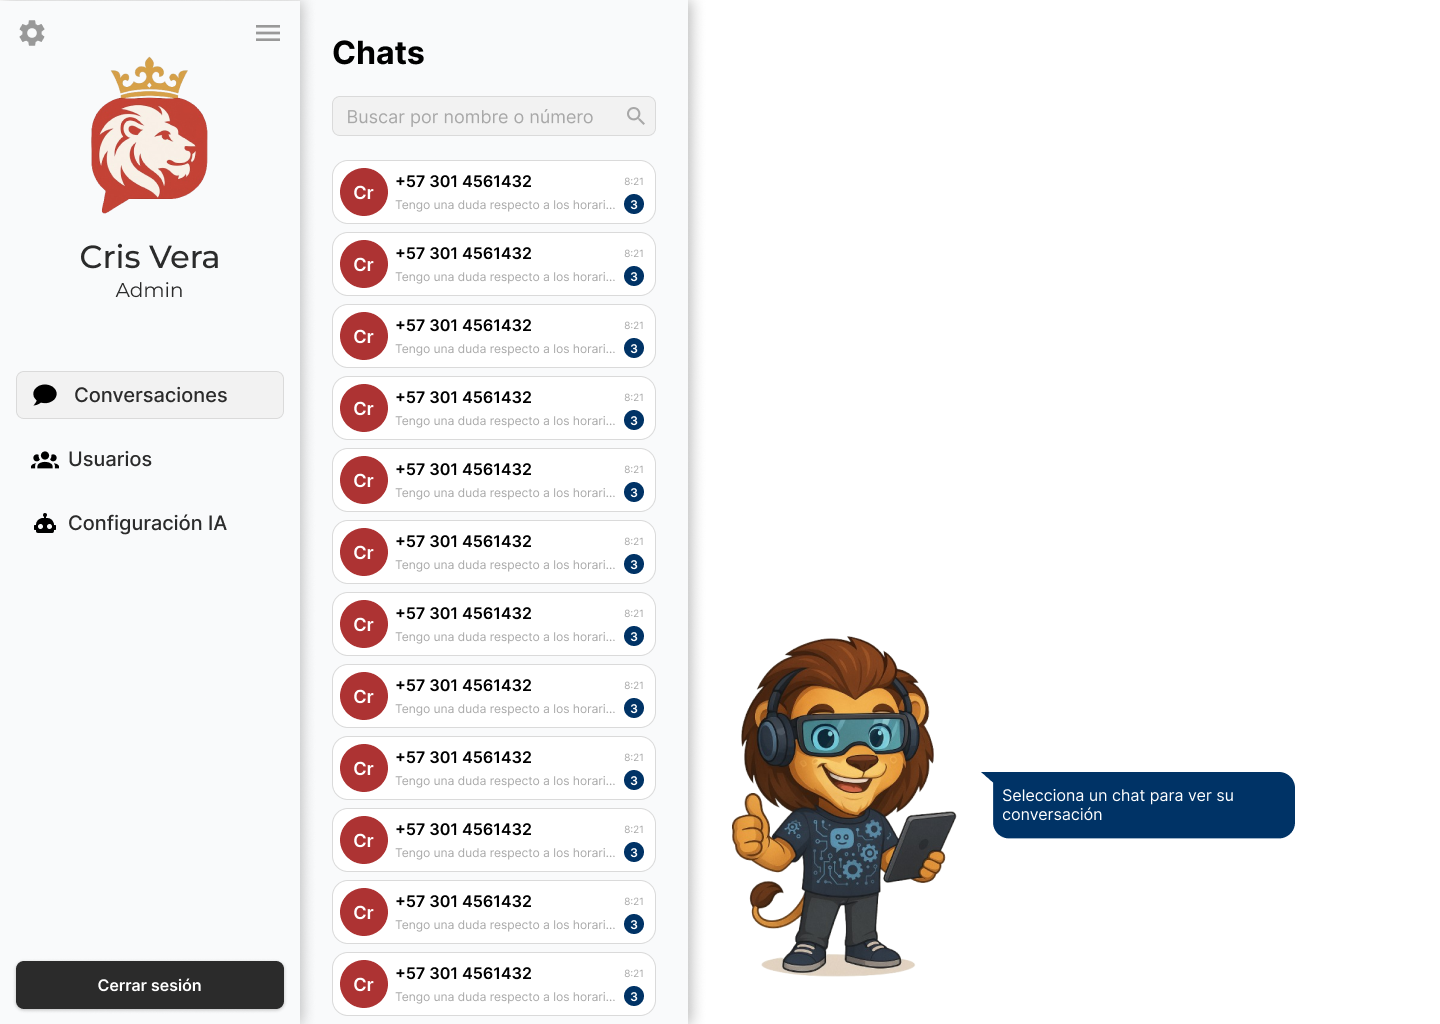 Cris Vera
Admin
Conversaciones
Usuarios
Configuración IA
Cerrar sesión
Chats
Buscar por nombre o número
Cr
+57 301 4561432
8:21
Tengo una duda respecto a los horari...
3
Cr
+57 301 4561432
8:21
Tengo una duda respecto a los horari...
3
Cr
+57 301 4561432
8:21
Tengo una duda respecto a los horari...
3
Cr
+57 301 4561432
8:21
Tengo una duda respecto a los horari...
3
Cr
+57 301 4561432
8:21
Tengo una duda respecto a los horari...
3
Cr
+57 301 4561432
8:21
Tengo una duda respecto a los horari...
3
Cr
+57 301 4561432
8:21
Tengo una duda respecto a los horari...
3
Cr
+57 301 4561432
8:21
Tengo una duda respecto a los horari...
3
Cr
+57 301 4561432
8:21
Tengo una duda respecto a los horari...
3
Cr
+57 301 4561432
8:21
Tengo una duda respecto a los horari...
3
Cr
+57 301 4561432
8:21
Tengo una duda respecto a los horari...
3
Cr
+57 301 4561432
8:21
Tengo una duda respecto a los horari...
3
Selecciona un chat para ver su
conversación